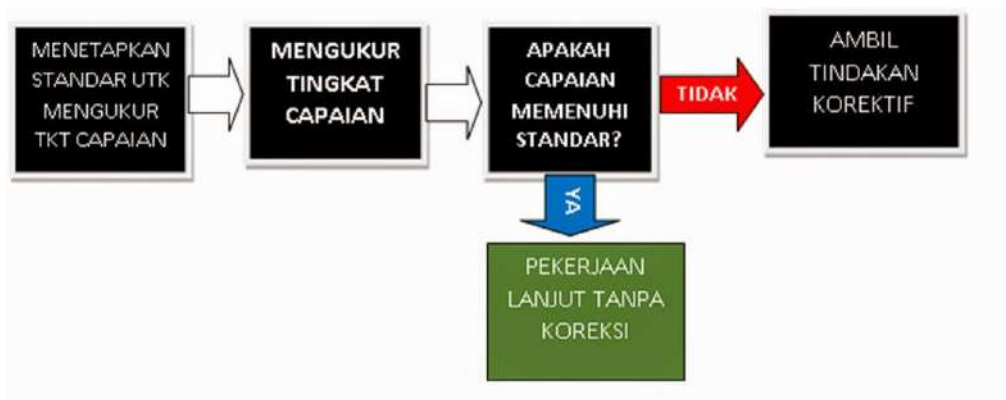 MENETAPKAN
STANDAR UTK
MENGUKUR
TKT CAPAIAN
MENGUKUR
TINGKAT
CAPAIAN
APAKAH
CAPAIAN
MEMENUHI
STANDAR?
TIDAK
AMBIL
TINDAKAN
KOREKTIF
YA
PEKERJAAN
LANJUT TANPA
KOREKSI